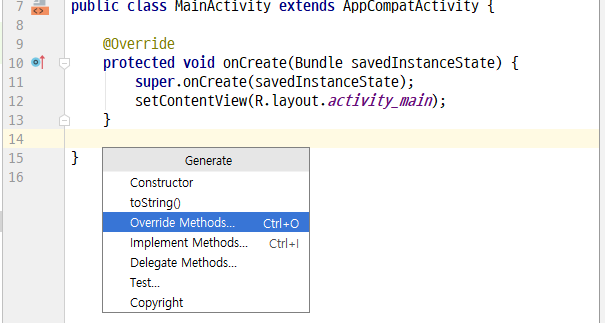 7 public class MainActivity extends AppCompatActivity {
8
9 @Override
10 protected void onCreate(Bundle savedInstanceState) {
11 super.onCreate(savedInstanceState);
12 setContentView(R.layout.activity_main);
13 }
14
15 }
16
Generate
Constructor
toString()
Override Methods... Ctrl+O
Implement Methods... Ctrl+I
Delegate Methods...
Test...
Copyright